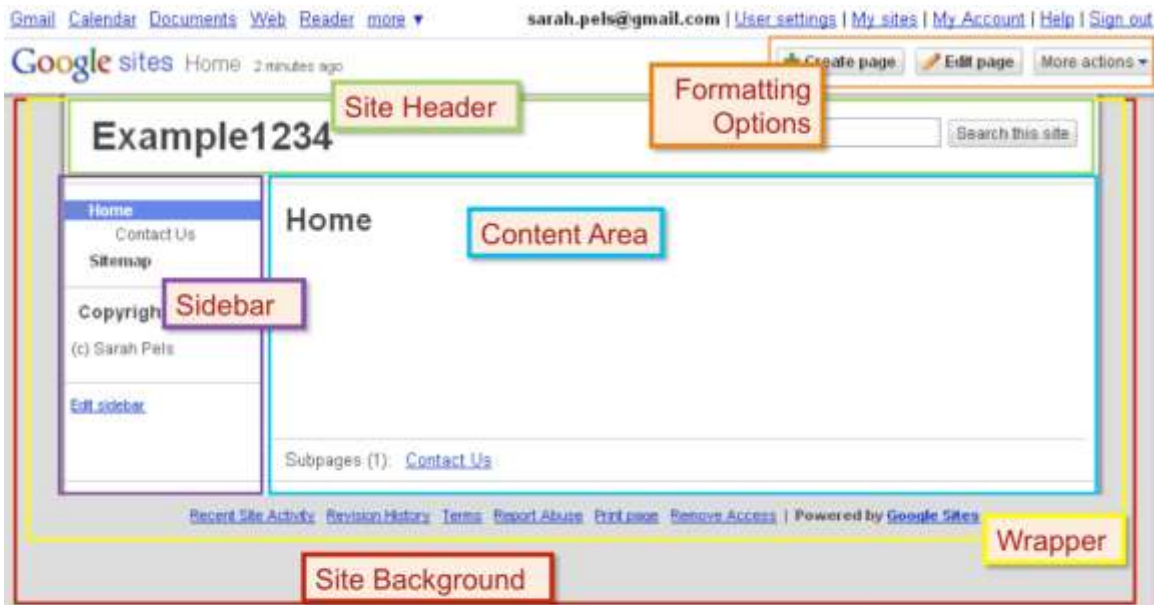 Gmail Calendar Documents Web Reader more ▼ sarah.pels@gmail.com | User settings | My sites | My Account | Help | Sign out
Google sites Home 2 minutes ago Create page Edit page More actions ▾
Site Header
Formatting
Options
Example1234 Search this site
Home
Contact Us
Sitemap
Home
Content Area
Sidebar
Copyrigh
(c) Sarah Pels
Edit sidebar
Subpages (1): Contact Us
Recent Site Activity Revision History Terms Report Abuse Print page Remove Access | Powered by Google Sites
Wrapper
Site Background